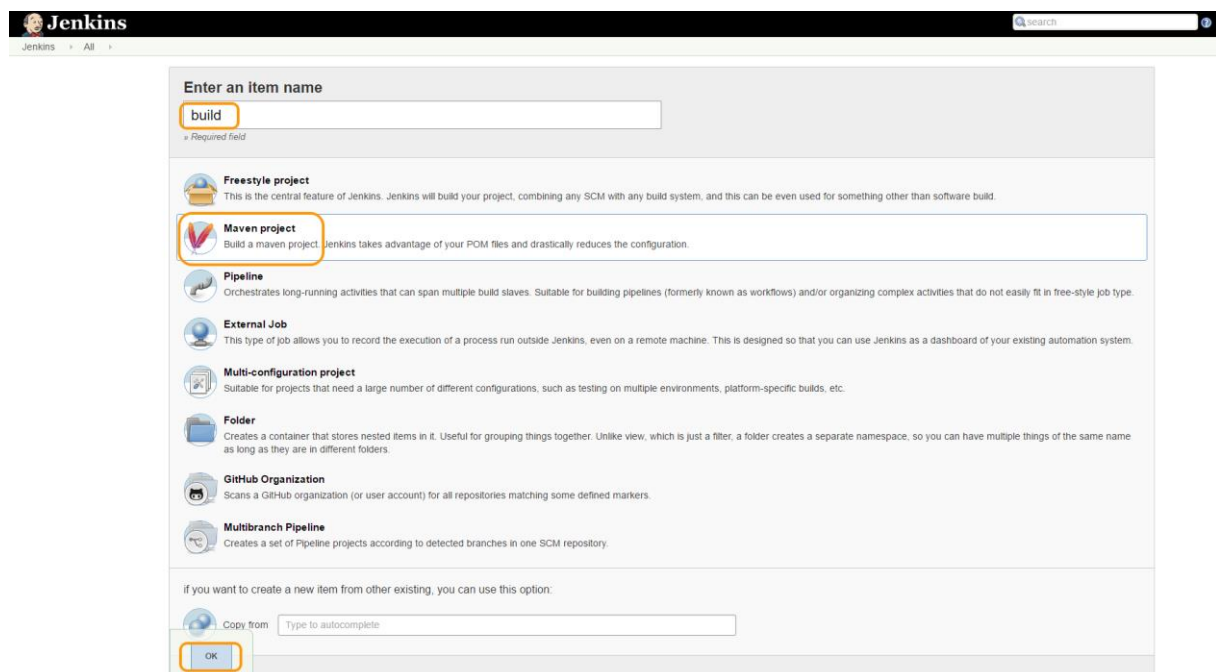 Jenkins
search
Jenkins › All ›
Enter an item name
build
» Required field
Freestyle project
This is the central feature of Jenkins. Jenkins will build your project, combining any SCM with any build system, and this can be even used for something other than software build.
Maven project
Build a maven project. Jenkins takes advantage of your POM files and drastically reduces the configuration.
Pipeline
Orchestrates long-running activities that can span multiple build slaves. Suitable for building pipelines (formerly known as workflows) and/or organizing complex activities that do not easily fit in free-style job type.
External Job
This type of job allows you to record the execution of a process run outside Jenkins, even on a remote machine. This is designed so that you can use Jenkins as a dashboard of your existing automation system.
Multi-configuration project
Suitable for projects that need a large number of different configurations, such as testing on multiple environments, platform-specific builds, etc.
Folder
Creates a container that stores nested items in it. Useful for grouping things together. Unlike view, which is just a filter, a folder creates a separate namespace, so you can have multiple things of the same name
as long as they are in different folders.
GitHub Organization
Scans a GitHub organization (or user account) for all repositories matching some defined markers.
Multibranch Pipeline
Creates a set of Pipeline projects according to detected branches in one SCM repository.
if you want to create a new item from other existing, you can use this option:
Copy from Type to autocomplete
OK